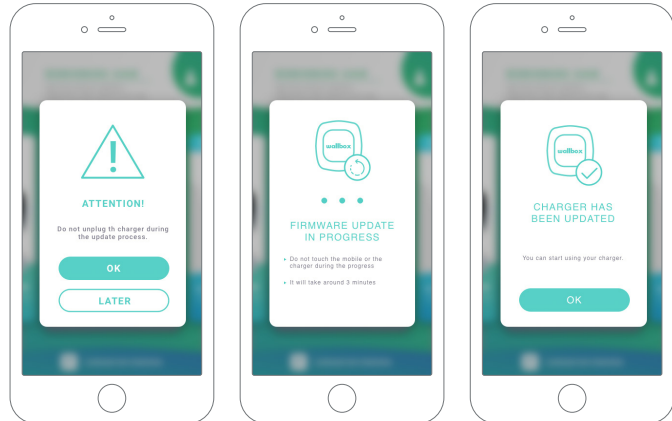 ATTENTION!
Do not unplug th charger during
the update process.
OK
LATER
wallbox
FIRMWARE UPDATE
IN PROGRESS
• Do not touch the mobile or the
charger during the progress
• It will take around 3 minutes
wallbox
CHARGER HAS
BEEN UPDATED
You can start using your charger.
OK